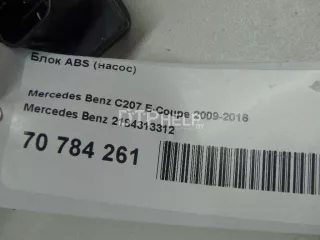 Блок ABS (насос)
Mercedes Benz C207 E-Coupe 2009-2016
Mercedes Benz 2184313312
70 784 261